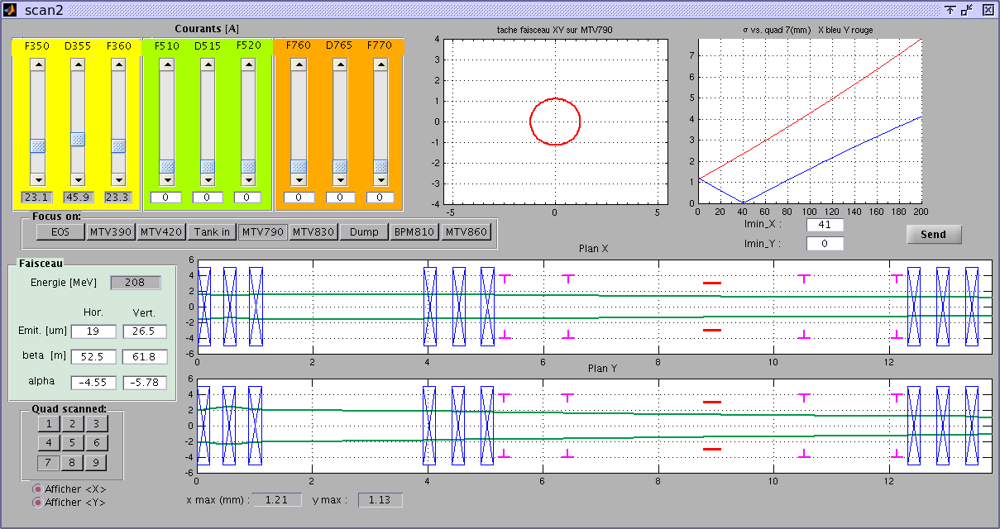 scan2
Courants [A]
F350 D355 F360 F510 D515 F520 F760 D765 F770
23.1 45.9 23.3 0 0 0 0 0 0
tache faisceau XY sur MTV790
4
3
2
1
0
-1
-2
-3
-4
-5 0 5
σ vs. quad 7(mm) X bleu Y rouge
7
6
5
4
3
2
1
0
0 20 40 60 80 100 120 140 160 180 200
Imin_X : 41
Imin_Y : 0
Send
Focus on:
EOS MTV390 MTV420 Tank in MTV790 MTV830 Dump BPM810 MTV860
Faisceau
Energie [MeV] 208
Hor. Vert.
Emit. [um] 19 26.5
beta [m] 52.5 61.8
alpha -4.55 -5.78
Quad scanned:
1 2 3
4 5 6
7 8 9
Afficher <X>
Afficher <Y>
Plan X
6
4
2
0
-2
-4
-6
0 2 4 6 8 10 12
Plan Y
6
4
2
0
-2
-4
-6
0 2 4 6 8 10 12
x max (mm) : 1.21 y max : 1.13